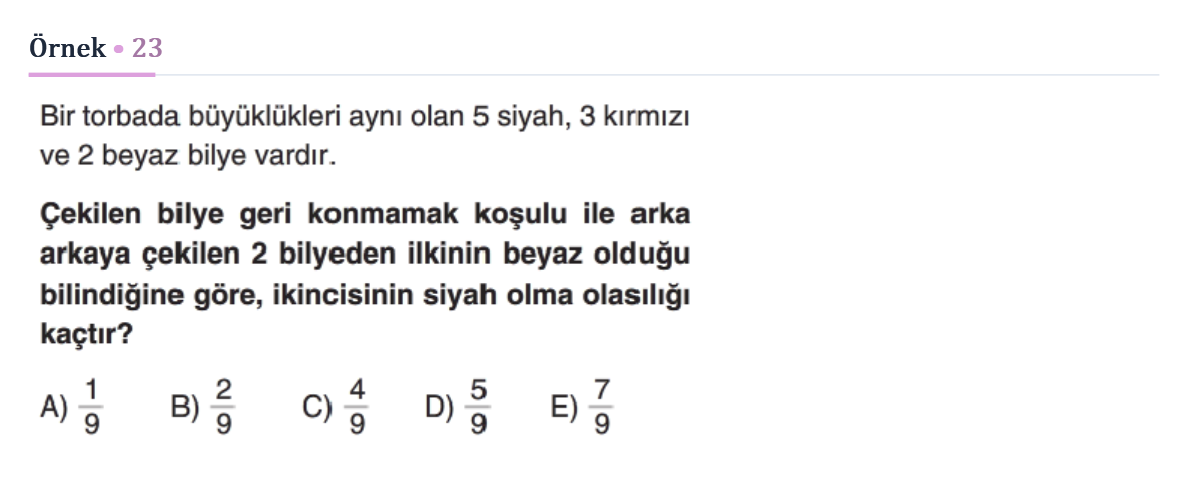 Örnek • 23
Bir torbada büyüklükleri aynı olan 5 siyah, 3 kırmızı
ve 2 beyaz bilye vardır.
Çekilen bilye geri konmamak koşulu ile arka
arkaya çekilen 2 bilyeden ilkinin beyaz olduğu
bilindiğine göre, ikincisinin siyah olma olasılığı
kaçtır?
A) 1/9 B) 2/9 C) 4/9 D) 5/9 E) 7/9